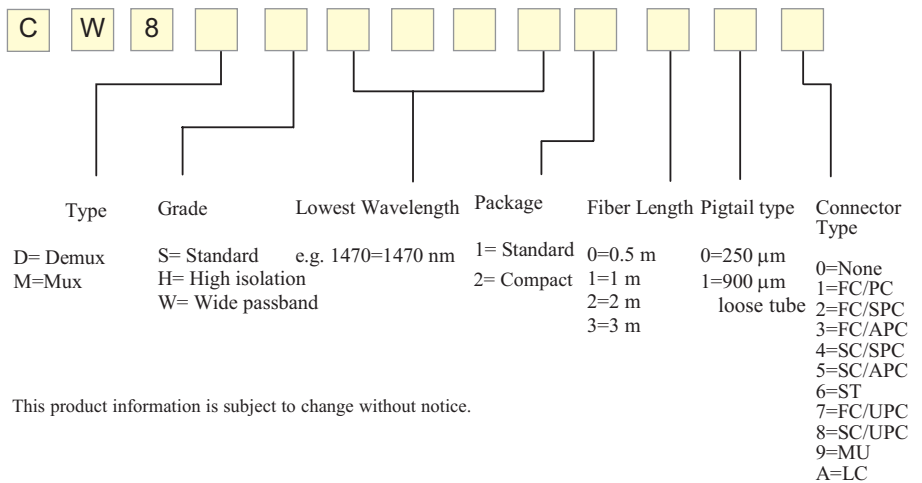 C W 8
Type
D= Demux
M=Mux
Grade
S= Standard
H= High isolation
W= Wide passband
Lowest Wavelength
e.g. 1470=1470 nm
Package
1= Standard
2= Compact
Fiber Length
0=0.5 m
1=1 m
2=2 m
3=3 m
Pigtail type
0=250 μm
1=900 μm
loose tube
Connector
Type
0=None
1=FC/PC
2=FC/SPC
3=FC/APC
4=SC/SPC
5=SC/APC
6=ST
7=FC/UPC
8=SC/UPC
9=MU
A=LC
This product information is subject to change without notice.